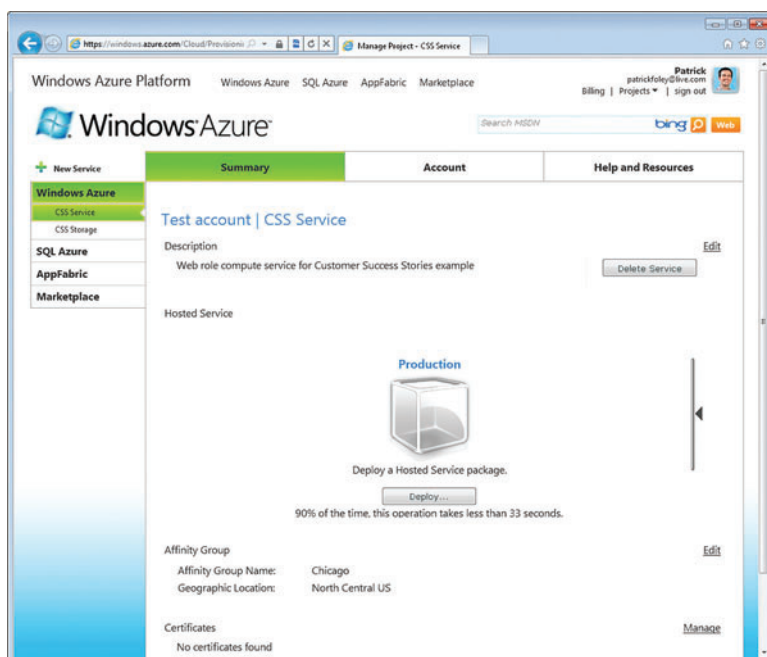 https://windows.azure.com/Cloud/Provisioni
Manage Project - CSS Service
Windows Azure Platform
Windows Azure SQL Azure AppFabric Marketplace
Patrick
patrickfoley@live.com
Billing | Projects | sign out
Windows Azure
Search MSDN
bing Web
New Service
Summary
Account
Help and Resources
Windows Azure
CSS Service
CSS Storage
SQL Azure
AppFabric
Marketplace
Test account | CSS Service
Description
Edit
Web role compute service for Customer Success Stories example
Delete Service
Hosted Service
Production
Deploy a Hosted Service package.
Deploy...
90% of the time, this operation takes less than 33 seconds.
Affinity Group
Edit
Affinity Group Name: Chicago
Geographic Location: North Central US
Certificates
Manage
No certificates found